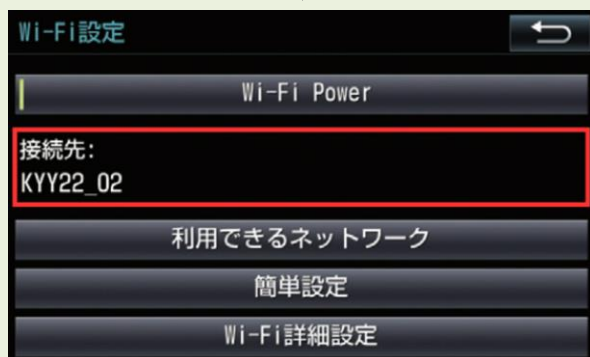 Wi-Fi設定
Wi-Fi Power
接続先:
KYY22_02
利用できるネットワーク
簡単設定
Wi-Fi詳細設定